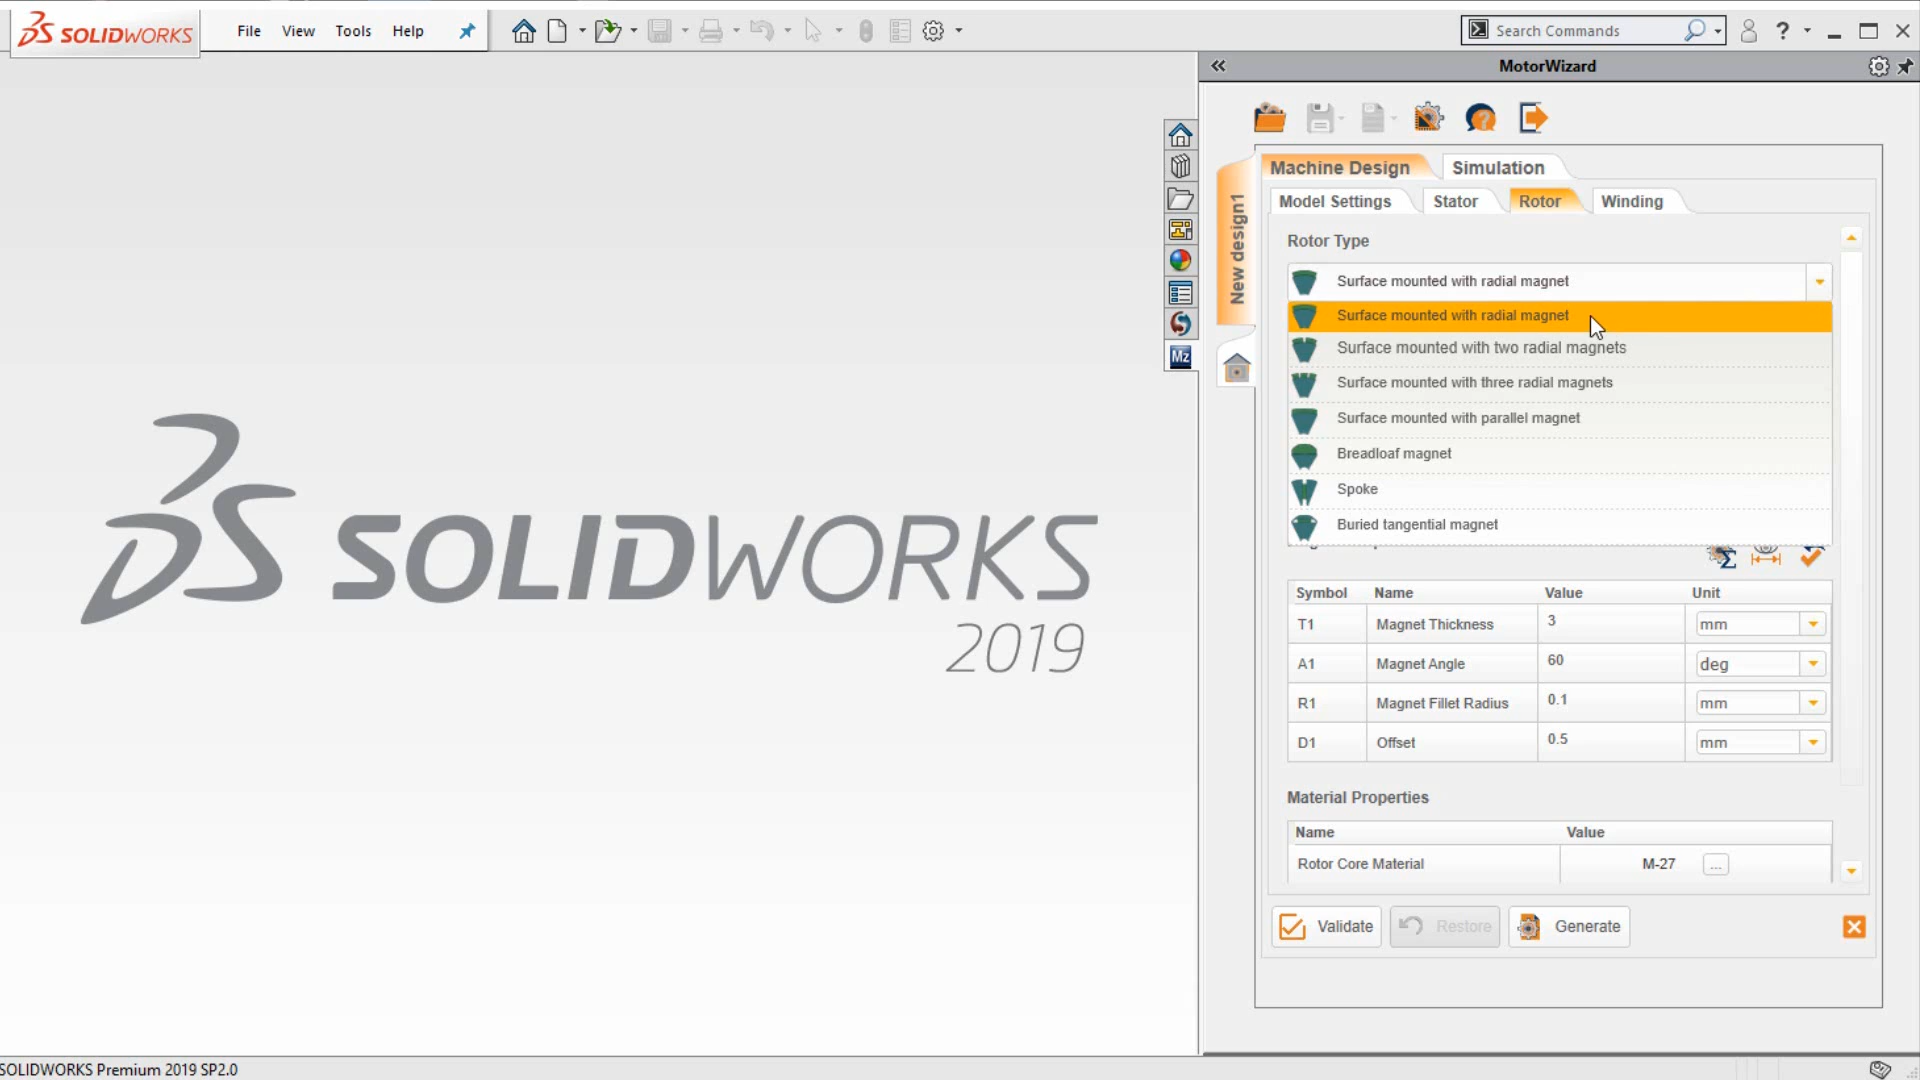 SOLIDWORKS
File View Tools Help
Search Commands
?
MotorWizard
Machine Design Simulation
Model Settings Stator Rotor Winding
New design1
Rotor Type
Surface mounted with radial magnet
Surface mounted with radial magnet
Surface mounted with two radial magnets
Surface mounted with three radial magnets
Surface mounted with parallel magnet
Breadloaf magnet
Spoke
Buried tangential magnet
Mz
Symbol Name Value Unit
T1 Magnet Thickness 3 mm
A1 Magnet Angle 60 deg
R1 Magnet Fillet Radius 0.1 mm
D1 Offset 0.5 mm
Material Properties
Name Value
Rotor Core Material M-27 ...
Validate Restore Generate
SOLIDWORKS
2019
SOLIDWORKS Premium 2019 SP2.0